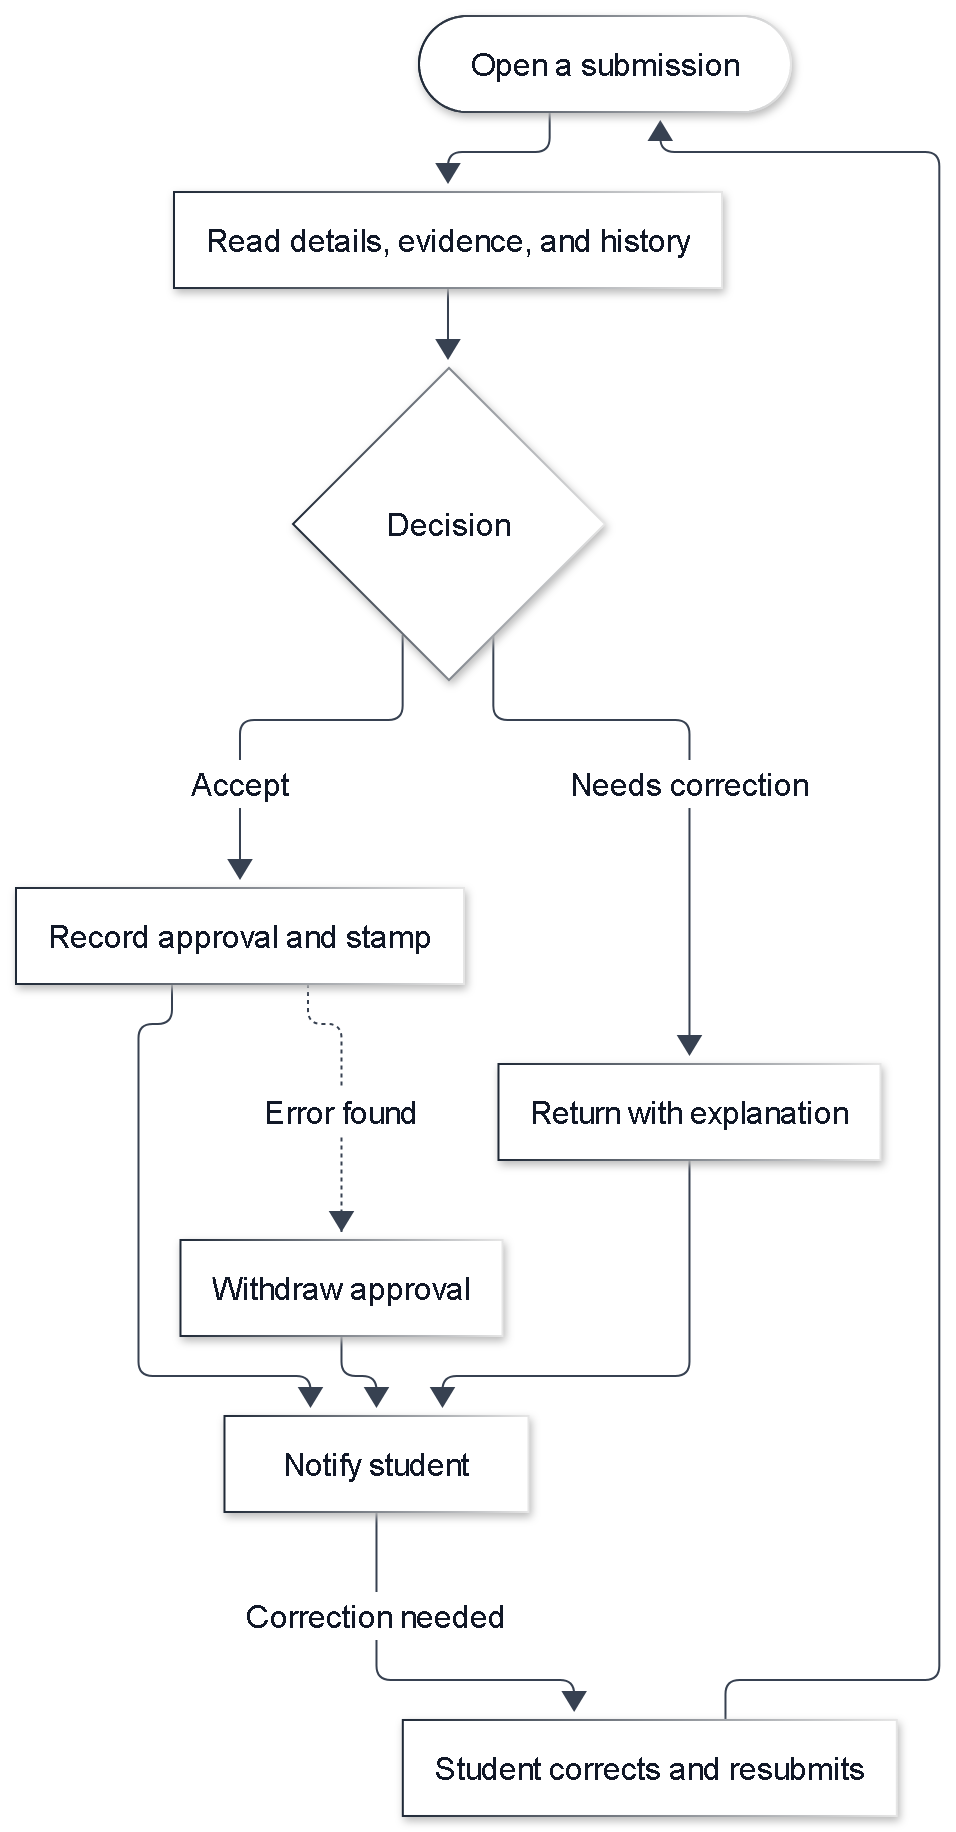 Open a submission
Read details, evidence, and history
Decision
Accept
Needs correction
Record approval and stamp
Error found
Return with explanation
Withdraw approval
Notify student
Correction needed
Student corrects and resubmits